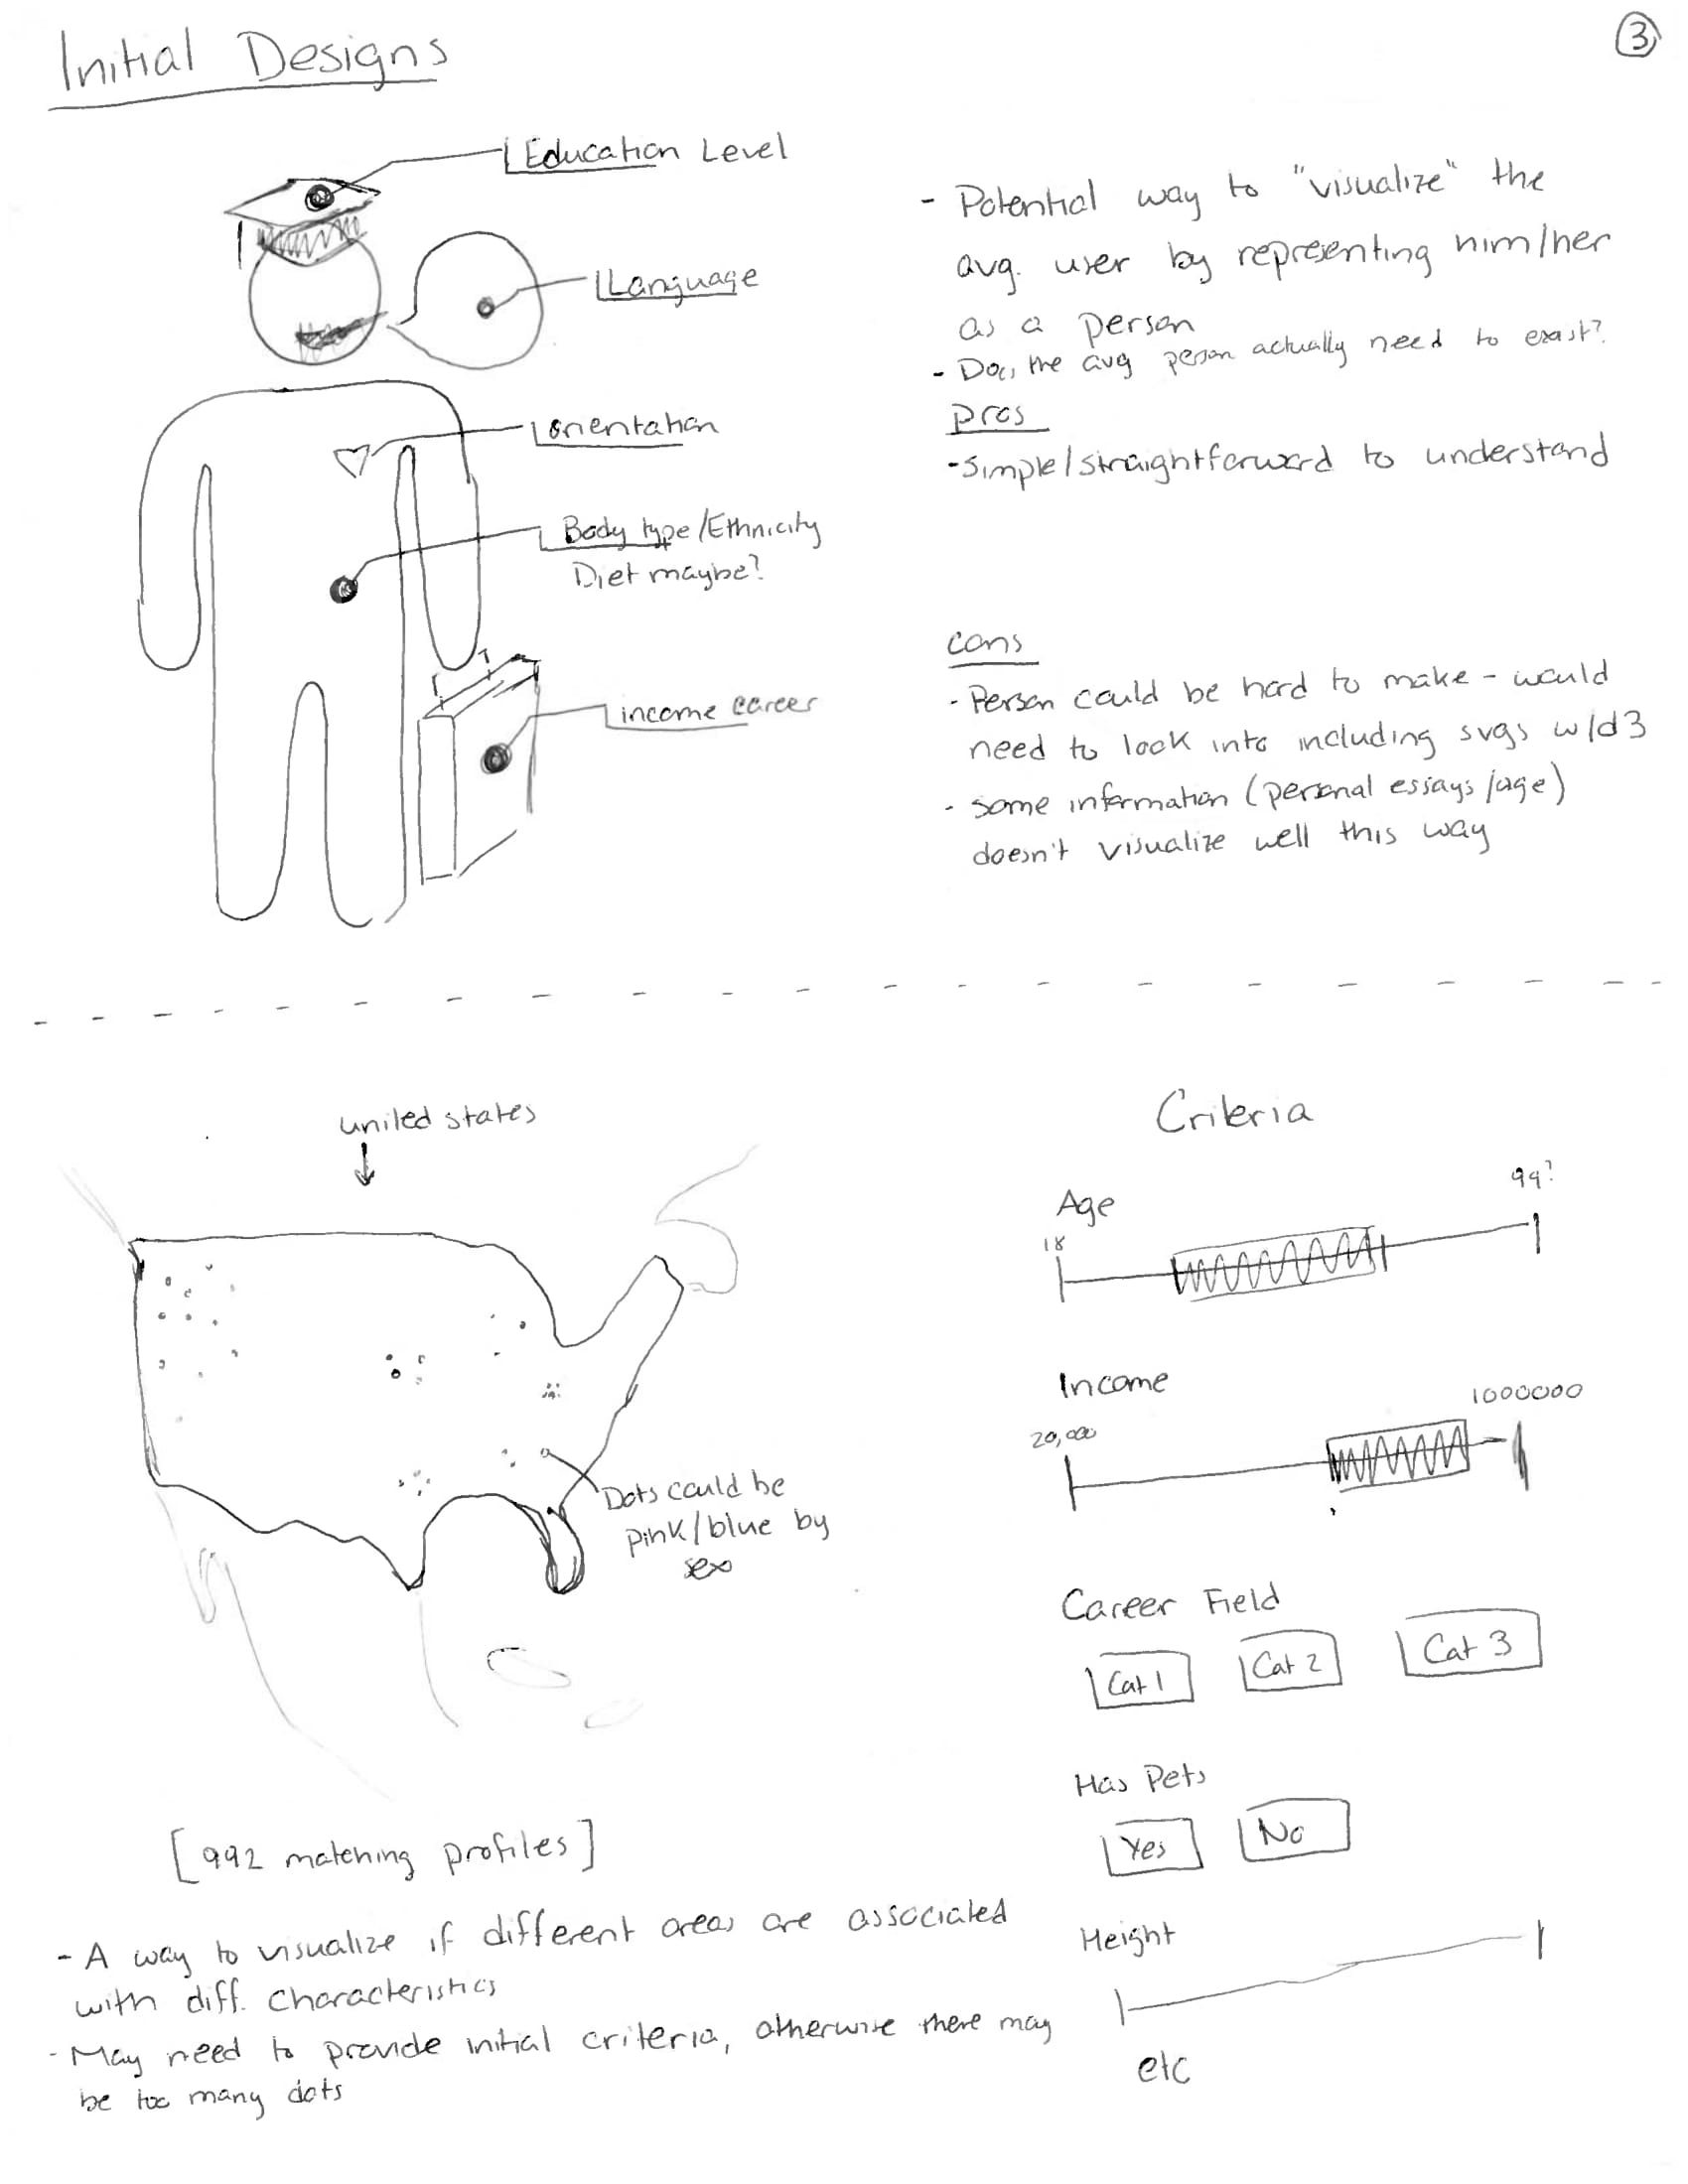 Initial Designs
3
Education Level
Language
orientation
Body type/Ethnicity
Diet maybe?
income career
- Potential way to "visualize" the
avg. user by representing him/her
as a person
- Does the avg person actually need to exist?
pros
- Simple/straightforward to understand
cons
- Person could be hard to make - would
need to look into including svgs w/d3
- some information (personal essays/age)
doesn't visualize well this way
united states
Dots could be
pink/blue by
sex
[992 matching profiles]
- A way to visualize if different areas are associated
with diff. characteristics
- May need to provide initial criteria, otherwise there may
be too many dots
Criteria
Age
18
99?
Income
20,000
1000000
Career Field
Cat 1
Cat 2
Cat 3
Has Pets
Yes
No
Height
etc